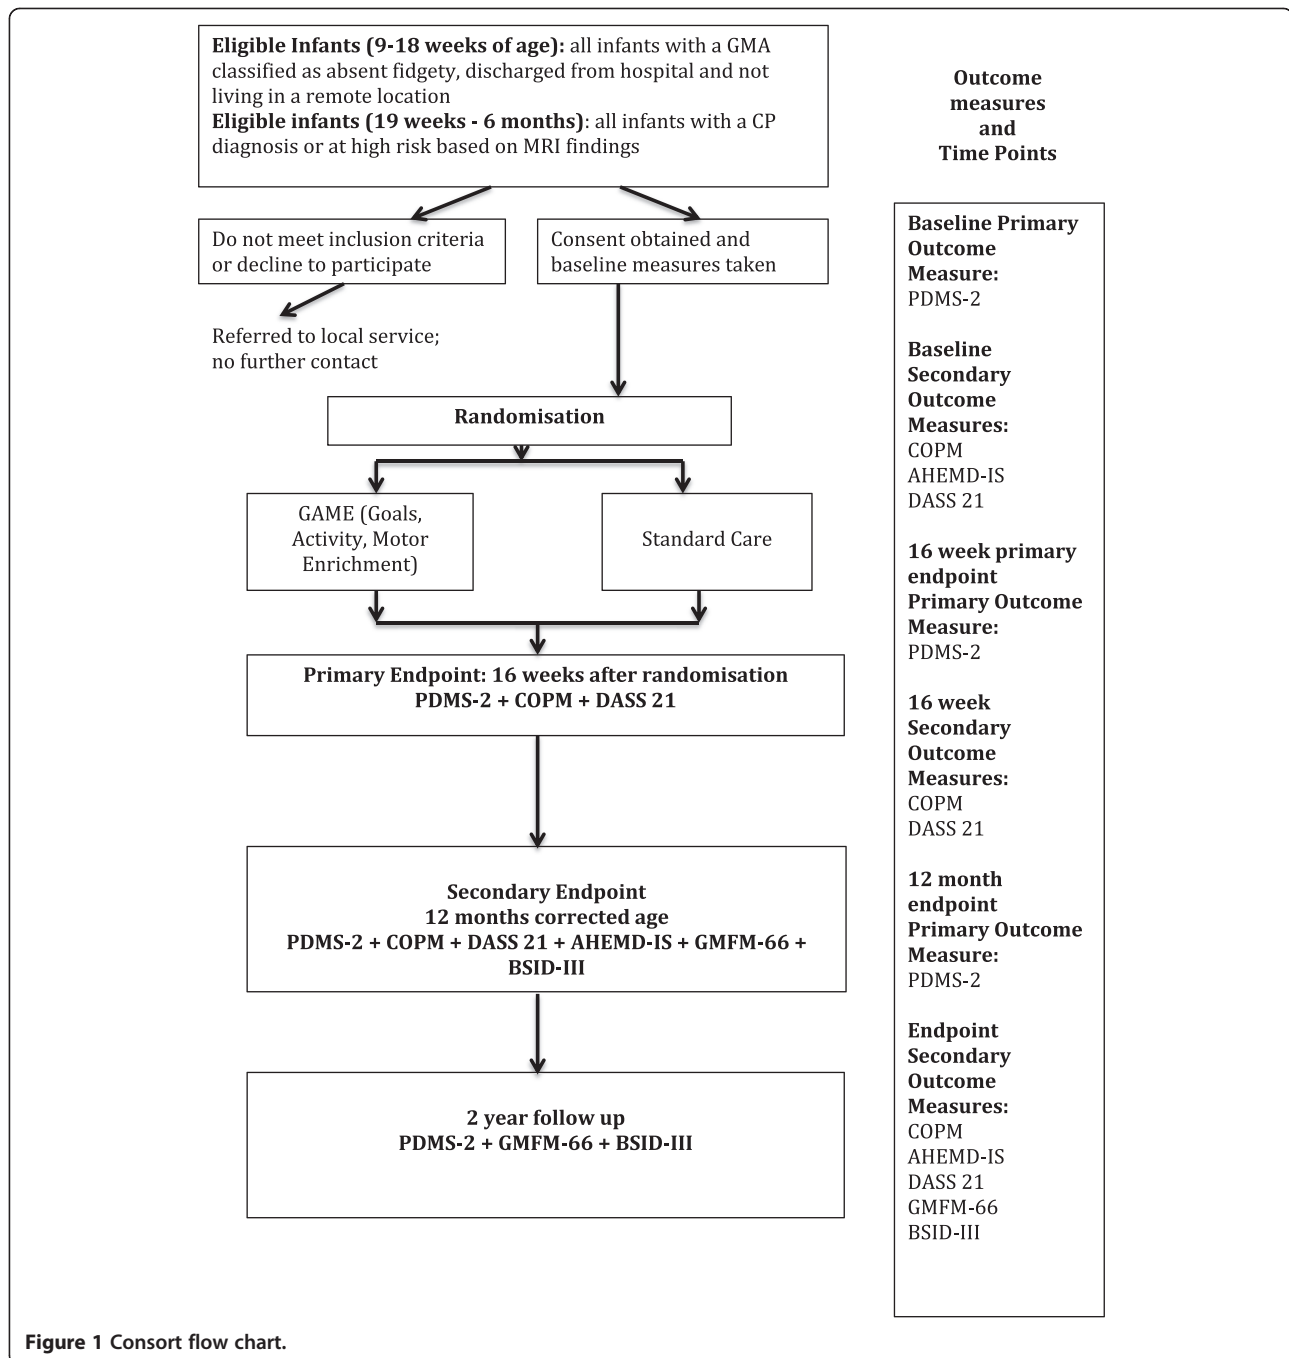 Eligible Infants (9-18 weeks of age): all infants with a GMA
classified as absent fidgety, discharged from hospital and not
living in a remote location
Eligible infants (19 weeks - 6 months): all infants with a CP
diagnosis or at high risk based on MRI findings
Do not meet inclusion criteria
or decline to participate
Consent obtained and
baseline measures taken
Referred to local service;
no further contact
Randomisation
GAME (Goals,
Activity, Motor
Enrichment)
Standard Care
Primary Endpoint: 16 weeks after randomisation
PDMS-2 + COPM + DASS 21
Secondary Endpoint
12 months corrected age
PDMS-2 + COPM + DASS 21 + AHEMD-IS + GMFM-66 +
BSID-III
2 year follow up
PDMS-2 + GMFM-66 + BSID-III
Outcome
measures
and
Time Points
Baseline Primary
Outcome
Measure:
PDMS-2
Baseline
Secondary
Outcome
Measures:
COPM
AHEMD-IS
DASS 21
16 week primary
endpoint
Primary Outcome
Measure:
PDMS-2
16 week
Secondary
Outcome
Measures:
COPM
DASS 21
12 month
endpoint
Primary Outcome
Measure:
PDMS-2
Endpoint
Secondary
Outcome
Measures:
COPM
AHEMD-IS
DASS 21
GMFM-66
BSID-III
Figure 1 Consort flow chart.